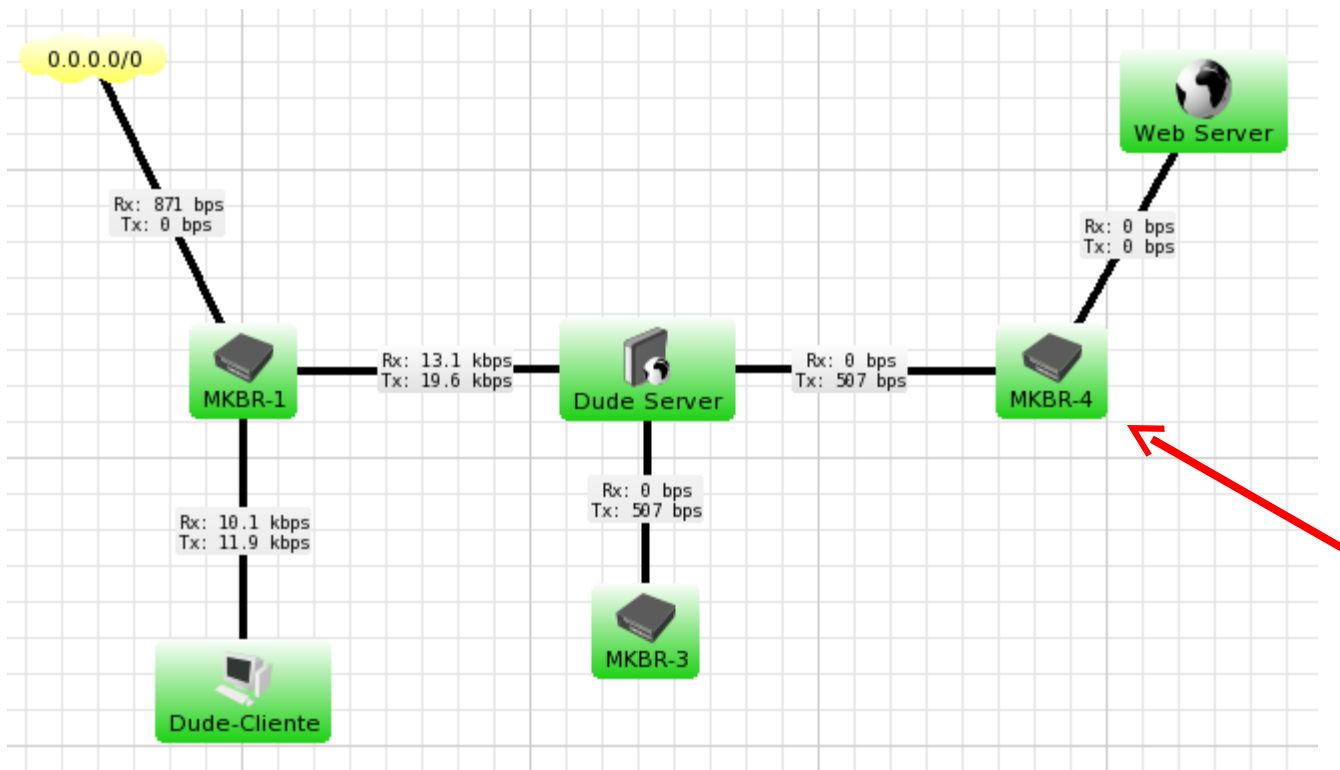 0.0.0.0/0
Web Server
Rx: 871 bps
Tx: 0 bps
Rx: 0 bps
Tx: 0 bps
MKBR-1
Rx: 13.1 kbps
Tx: 19.6 kbps
Dude Server
Rx: 0 bps
Tx: 507 bps
MKBR-4
Rx: 0 bps
Tx: 507 bps
Rx: 10.1 kbps
Tx: 11.9 kbps
MKBR-3
Dude-Cliente